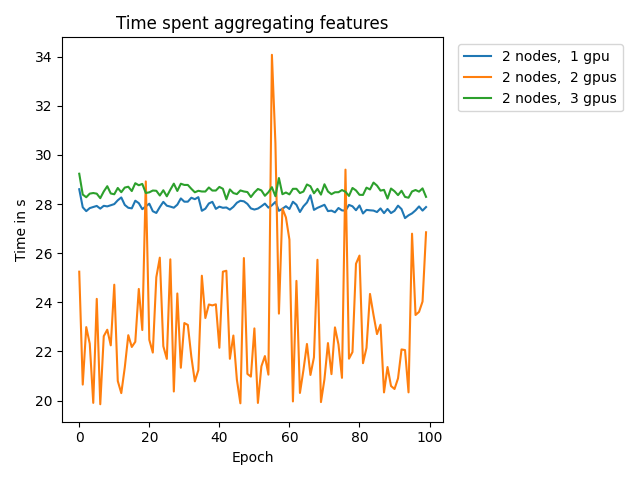 Time spent aggregating features
2 nodes,  1 gpu
2 nodes,  2 gpus
2 nodes,  3 gpus
Time in s
34
32
30
28
26
24
22
20
0 20 40 60 80 100
Epoch